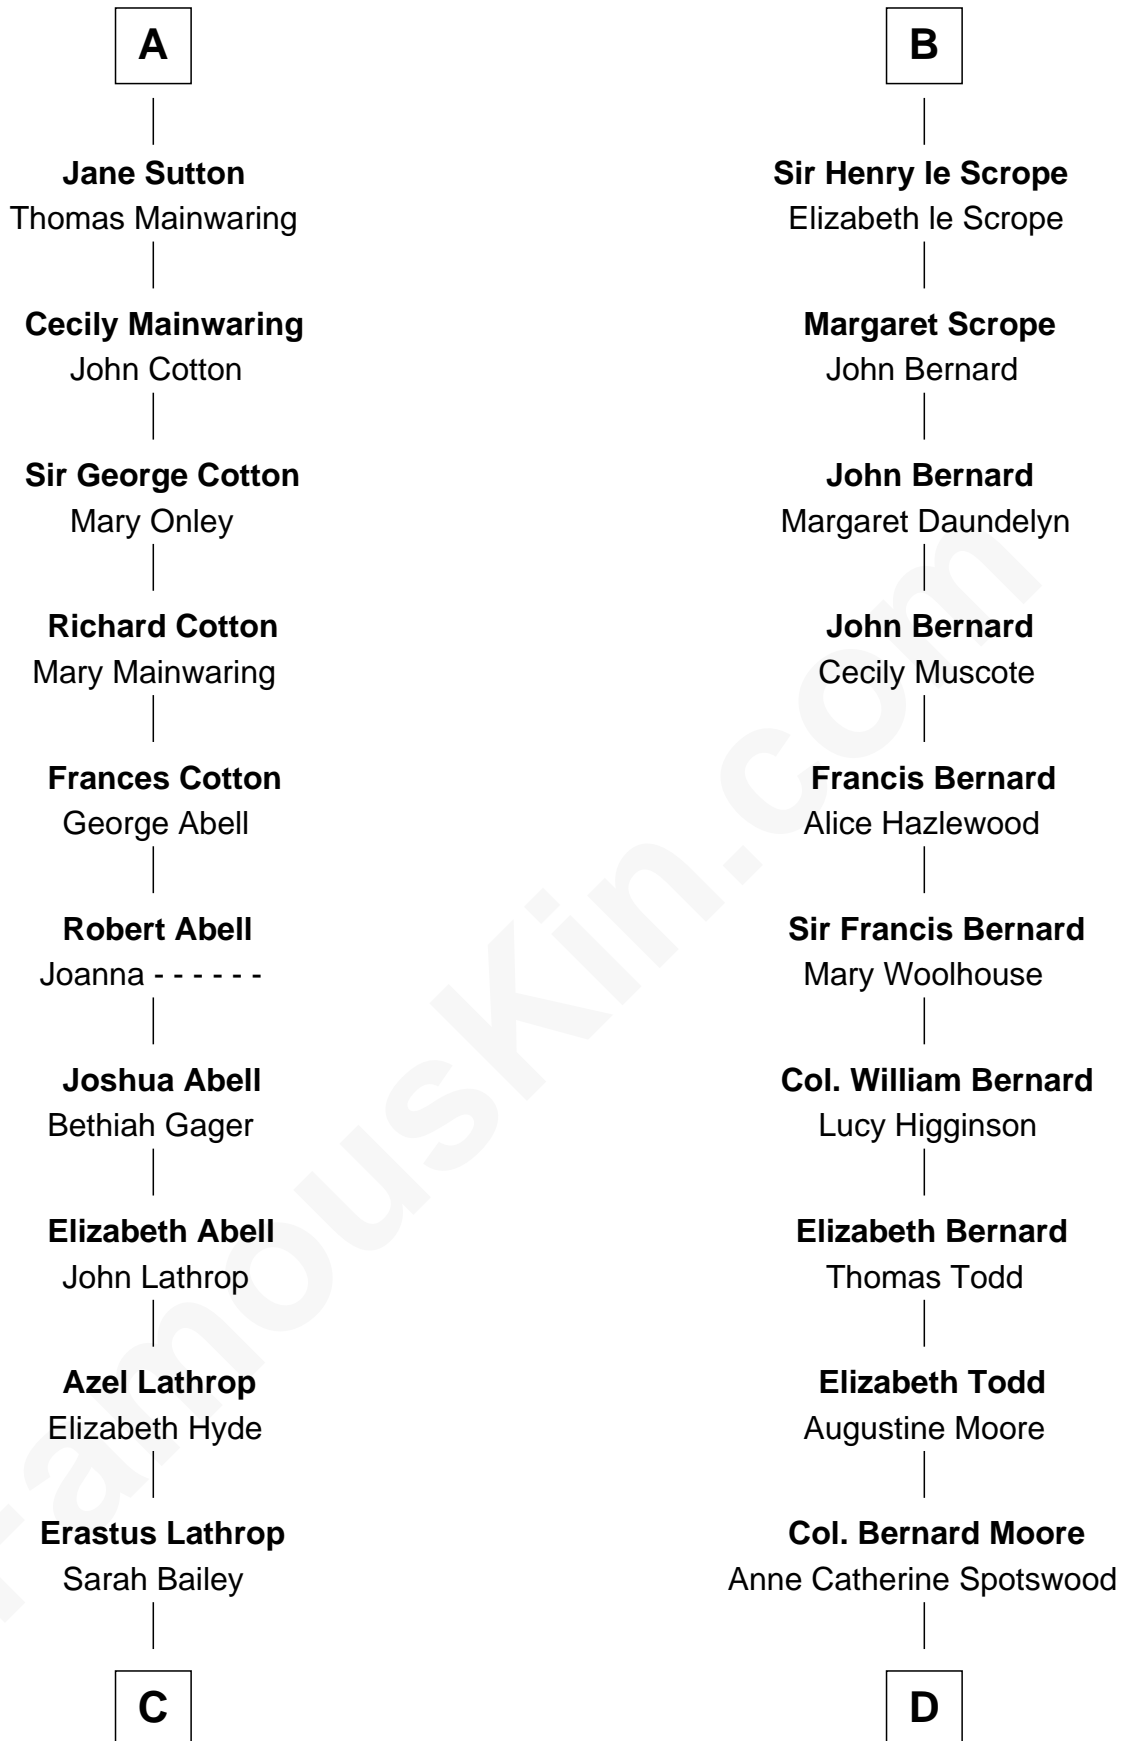 A
Jane Sutton
Thomas Mainwaring
Cecily Mainwaring
John Cotton
Sir George Cotton
Mary Onley
Richard Cotton
Mary Mainwaring
Frances Cotton
George Abell
Robert Abell
Joanna - - - - - -
Joshua Abell
Bethiah Gager
Elizabeth Abell
John Lathrop
Azel Lathrop
Elizabeth Hyde
Erastus Lathrop
Sarah Bailey
C
B
Sir Henry le Scrope
Elizabeth le Scrope
Margaret Scrope
John Bernard
John Bernard
Margaret Daundelyn
John Bernard
Cecily Muscote
Francis Bernard
Alice Hazlewood
Sir Francis Bernard
Mary Woolhouse
Col. William Bernard
Lucy Higginson
Elizabeth Bernard
Thomas Todd
Elizabeth Todd
Augustine Moore
Col. Bernard Moore
Anne Catherine Spotswood
D
FamousKin.com